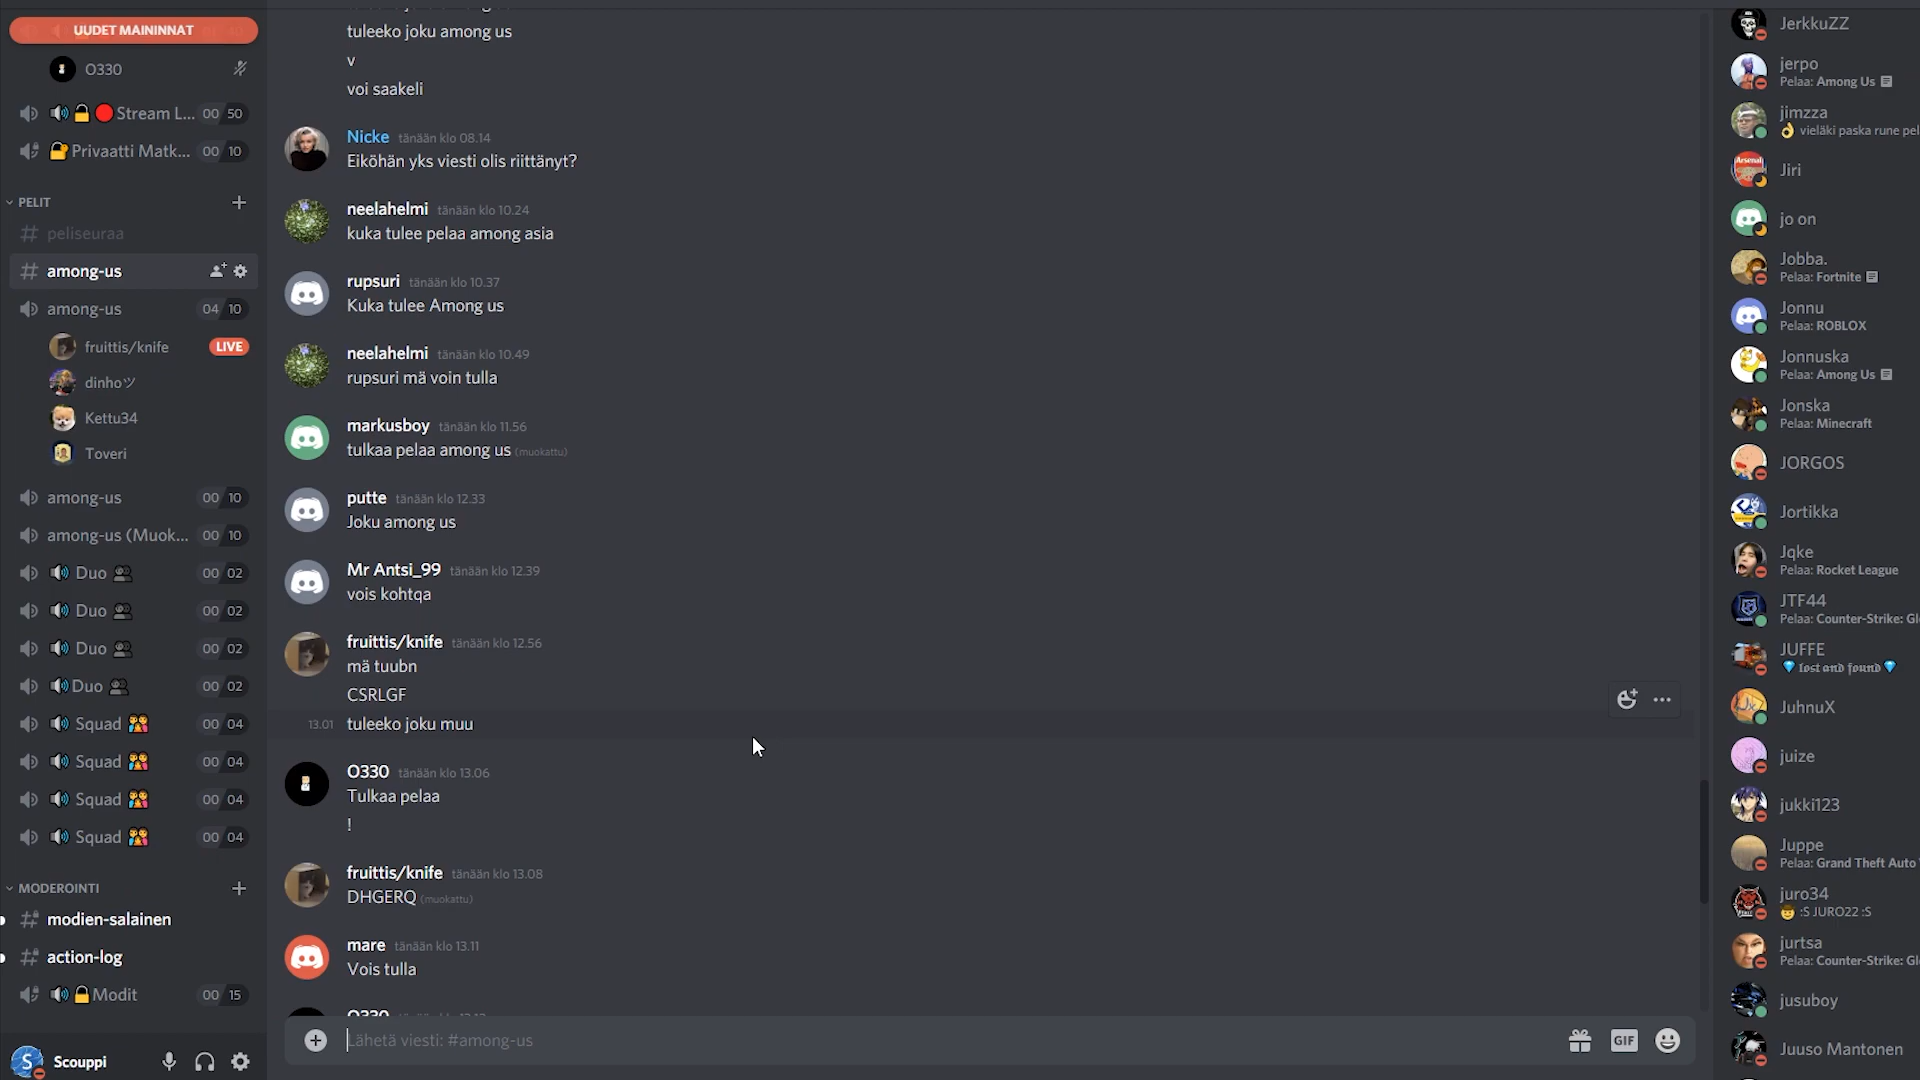 UUDET MAININNAT
O330
Stream L... 00 50
Privaatti Matk... 00 10
PELIT
peliseuraa
among-us
among-us 04 10
fruittis/knife LIVE
dinhoツ
Kettu34
Toveri
among-us 00 10
among-us (Muok... 00 10
Duo 00 02
Duo 00 02
Duo 00 02
Duo 00 02
Squad 00 04
Squad 00 04
Squad 00 04
Squad 00 04
MODEROINTI
modien-salainen
action-log
Modit 00 15
Scouppi
tuleeko joku among us
v
voi saakeli
Nicke tänään klo 08.14
Eiköhän yks viesti olis riittänyt?
neelahelmi tänään klo 10.24
kuka tulee pelaa among asia
rupsuri tänään klo 10.37
Kuka tulee Among us
neelahelmi tänään klo 10.49
rupsuri mä voin tulla
markusboy tänään klo 11.56
tulkaa pelaa among us (muokattu)
putte tänään klo 12.33
Joku among us
Mr Antsi_99 tänään klo 12.39
vois kohtqa
fruittis/knife tänään klo 12.56
mä tuubn
CSRLGF
13.01 tuleeko joku muu
O330 tänään klo 13.06
Tulkaa pelaa
!
fruittis/knife tänään klo 13.08
DHGERQ (muokattu)
mare tänään klo 13.11
Vois tulla
O330
Lähetä viesti: #among-us
GIF
JerkkuZZ
jerpo
Pelaa: Among Us
jimzza
👌 vieläki paska rune pel
Arsenal
Jiri
jo on
Jobba.
Pelaa: Fortnite
Jonnu
Pelaa: ROBLOX
Jonnuska
Pelaa: Among Us
Jonska
Pelaa: Minecraft
JORGOS
Jortikka
Jqke
Pelaa: Rocket League
JTF44
Pelaa: Counter-Strike: Gl
JUFFE
💎 𝔩𝔬𝔰𝔱 𝔞𝔫𝔡 𝔣𝔬𝔲𝔫𝔡 💎
JuhnuX
juize
jukki123
Juppe
Pelaa: Grand Theft Auto
juro34
🤠 :S JURO22 :S
jurtsa
Pelaa: Counter-Strike: Gl
jusuboy
Juuso Mantonen